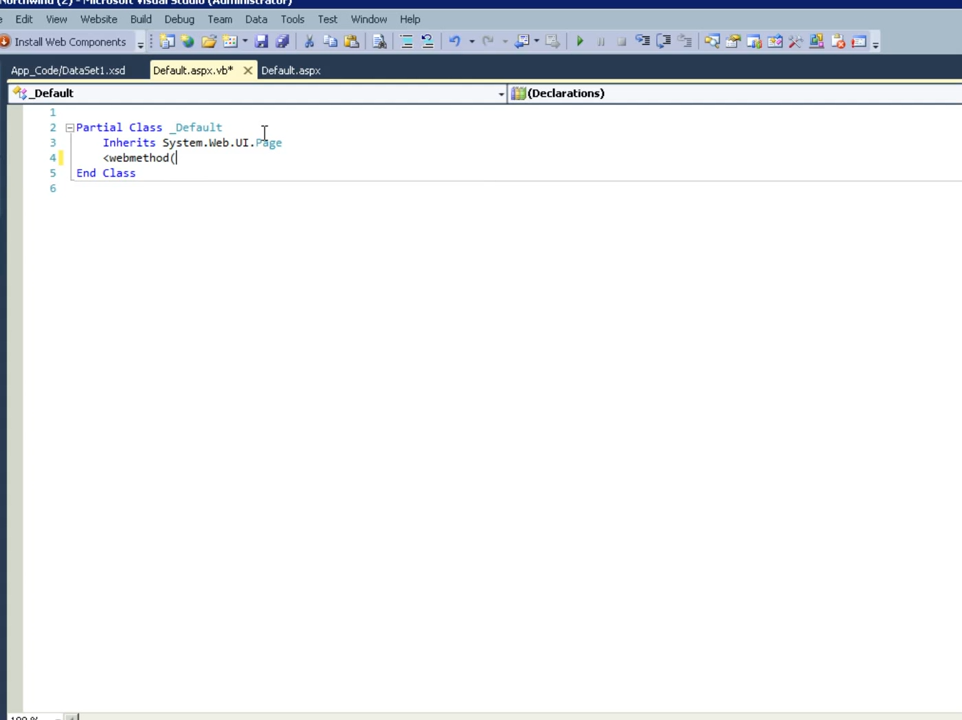 Northwind (2) - Microsoft Visual Studio (Administrator)
Edit View Website Build Debug Team Data Tools Test Window Help
Install Web Components
App_Code/DataSet1.xsd Default.aspx.vb* Default.aspx
_Default (Declarations)
1
2 Partial Class _Default
3 Inherits System.Web.UI.Page
4 <webmethod(
5 End Class
6
100 %